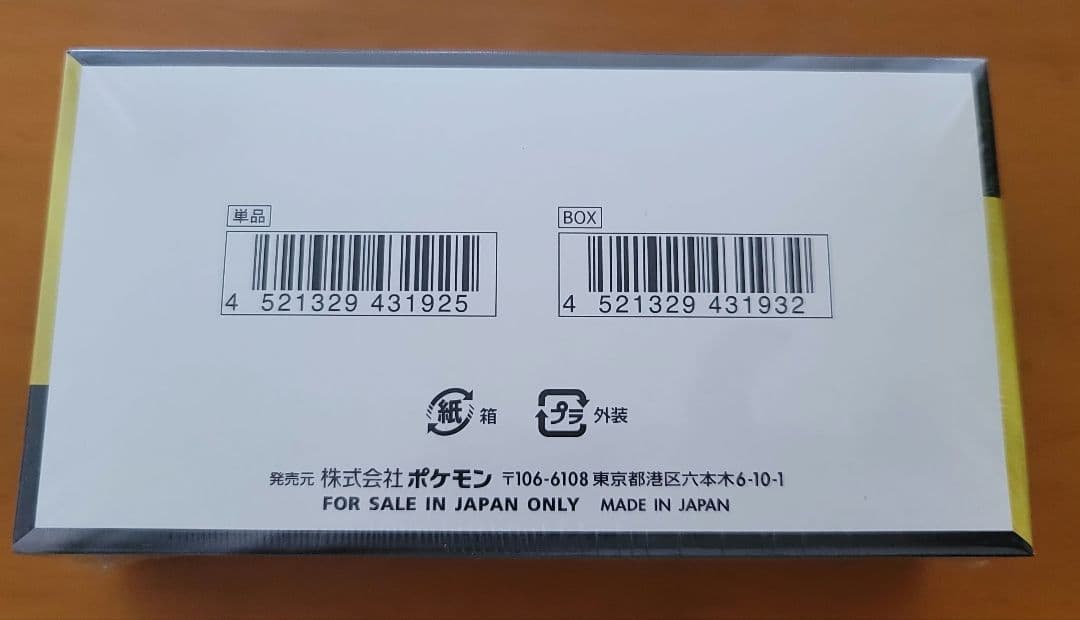 単品
BOX
4 521329 431925
4 521329 431932
紙 箱
プラ 外装
発売元 株式会社ポケモン 〒106-6108 東京都港区六本木6-10-1
FOR SALE IN JAPAN ONLY MADE IN JAPAN